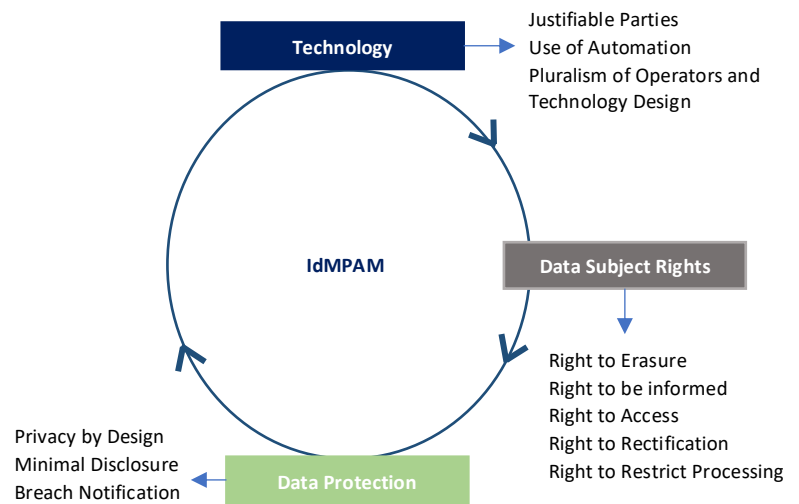 Technology
Justifiable Parties
Use of Automation
Pluralism of Operators and
Technology Design
IdMPAM
Data Subject Rights
Right to Erasure
Right to be informed
Right to Access
Right to Rectification
Right to Restrict Processing
Privacy by Design
Minimal Disclosure
Breach Notification
Data Protection